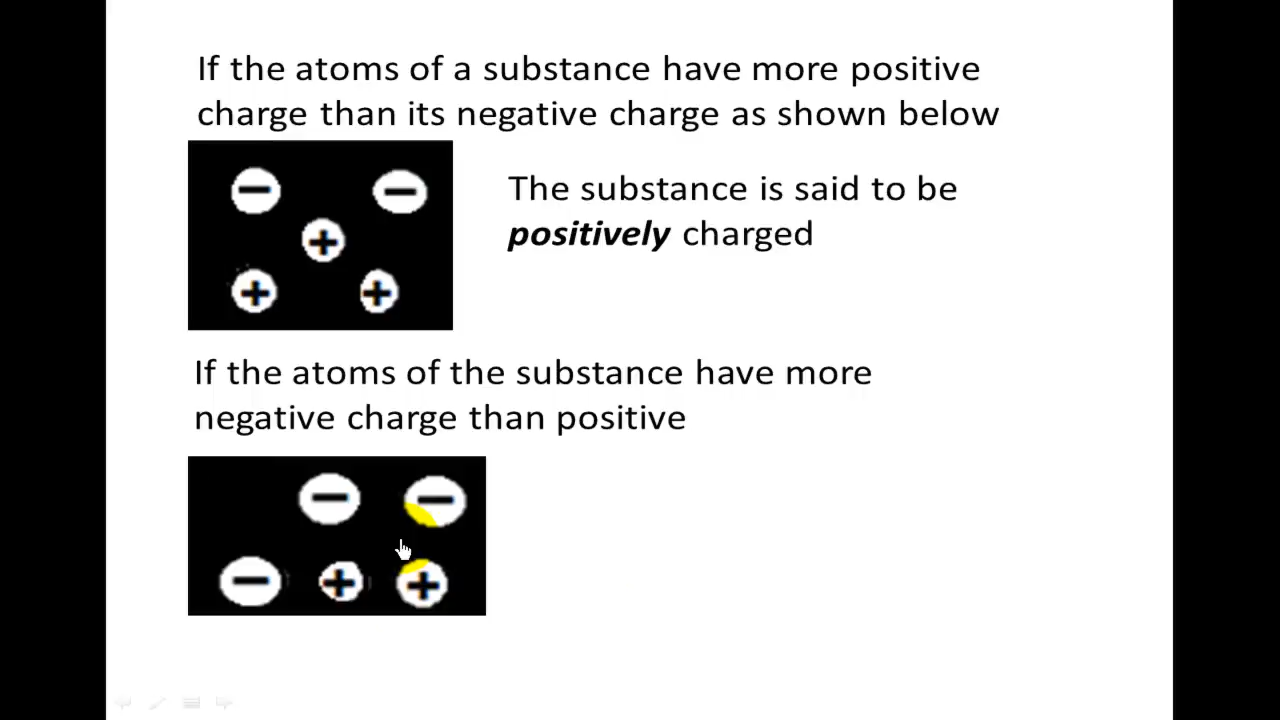 If the atoms of a substance have more positive
charge than its negative charge as shown below
The substance is said to be
positively charged
If the atoms of the substance have more
negative charge than positive